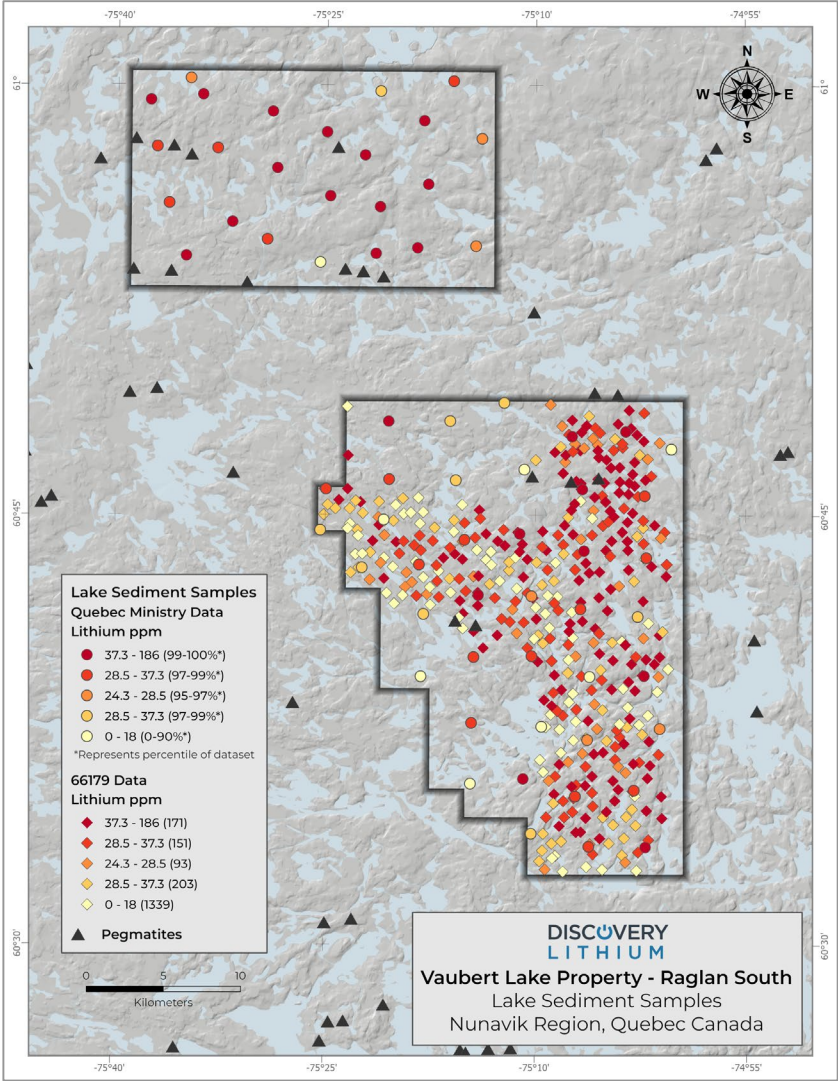 -75°40'
-75°25'
-75°10'
-74°55'
61°
61°
N
W
E
S
60°45'
60°45'
Lake Sediment Samples
Quebec Ministry Data
Lithium ppm
37.3 - 186 (99-100%*)
28.5 - 37.3 (97-99%*)
24.3 - 28.5 (95-97%*)
28.5 - 37.3 (97-99%*)
0 - 18 (0-90%*)
*Represents percentile of dataset
66179 Data
Lithium ppm
37.3 - 186 (171)
28.5 - 37.3 (151)
24.3 - 28.5 (93)
28.5 - 37.3 (203)
0 - 18 (1339)
Pegmatites
60°30'
60°30'
0
5
10
Kilometers
DISCOVERY
LITHIUM
Vaubert Lake Property - Raglan South
Lake Sediment Samples
Nunavik Region, Quebec Canada
-75°40'
-75°25'
-75°10'
-74°55'